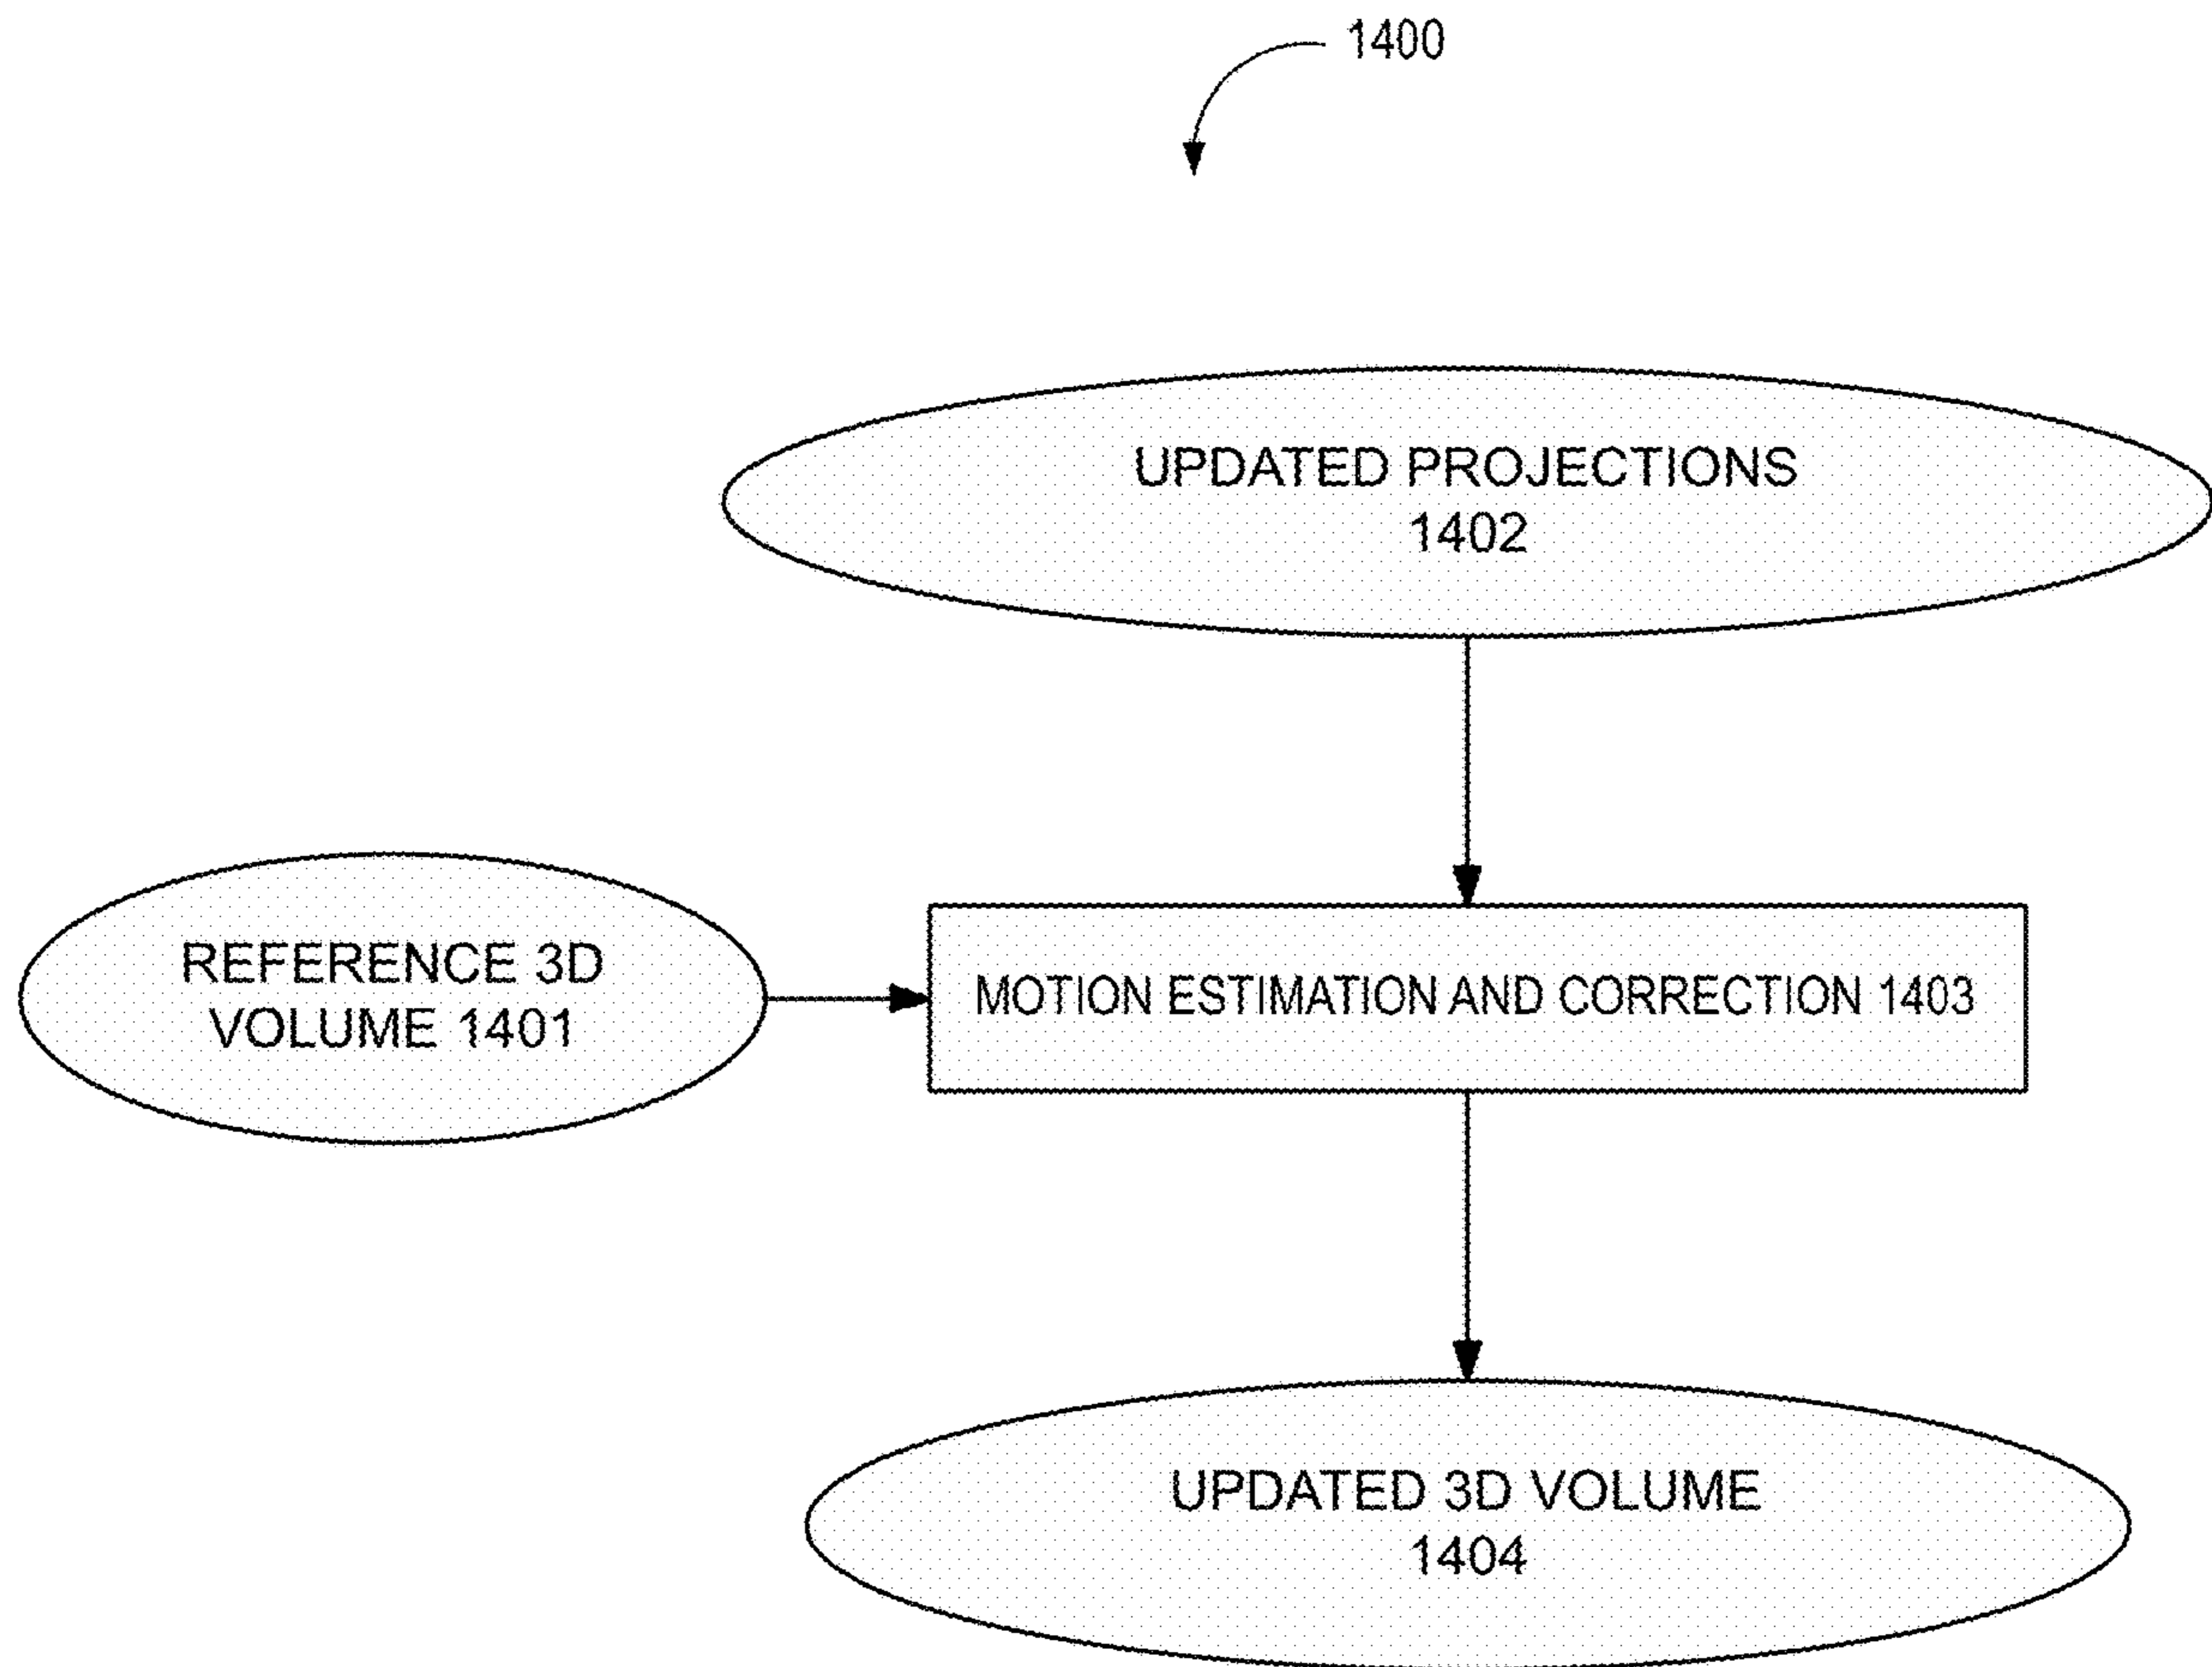 1400
UPDATED PROJECTIONS
1402
REFERENCE 3D
VOLUME 1401
MOTION ESTIMATION AND CORRECTION 1403
UPDATED 3D VOLUME
1404